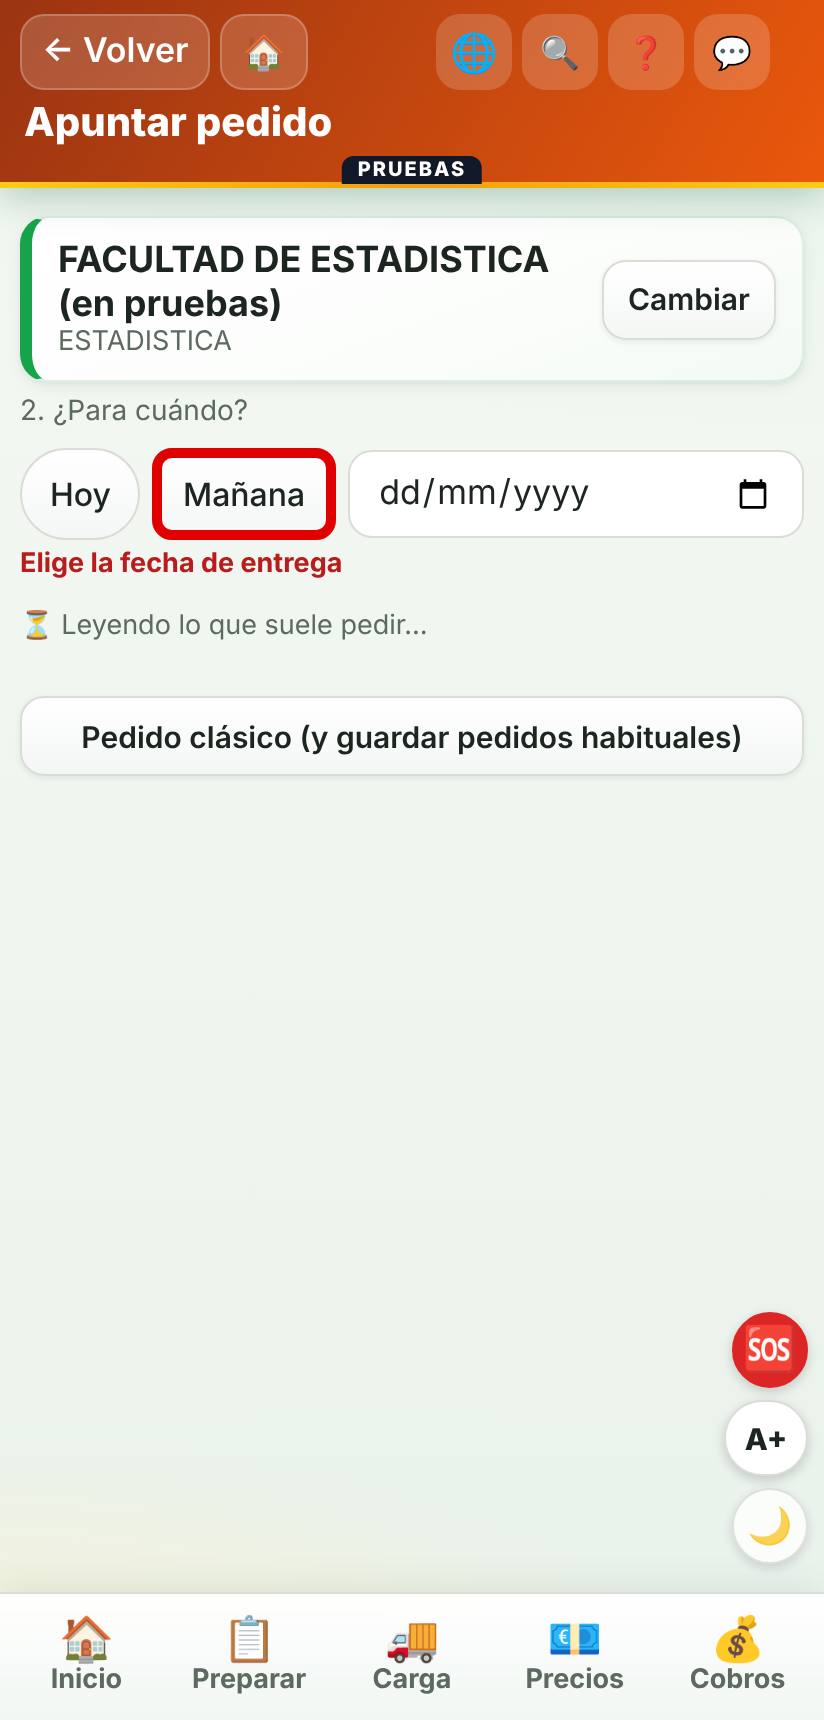 ← Volver
Apuntar pedido
PRUEBAS
FACULTAD DE ESTADISTICA
(en pruebas)
ESTADISTICA
Cambiar
2. ¿Para cuándo?
Hoy
Mañana
dd/mm/yyyy
Elige la fecha de entrega
Leyendo lo que suele pedir...
Pedido clásico (y guardar pedidos habituales)
SOS
A+
Inicio
Preparar
Carga
Precios
Cobros